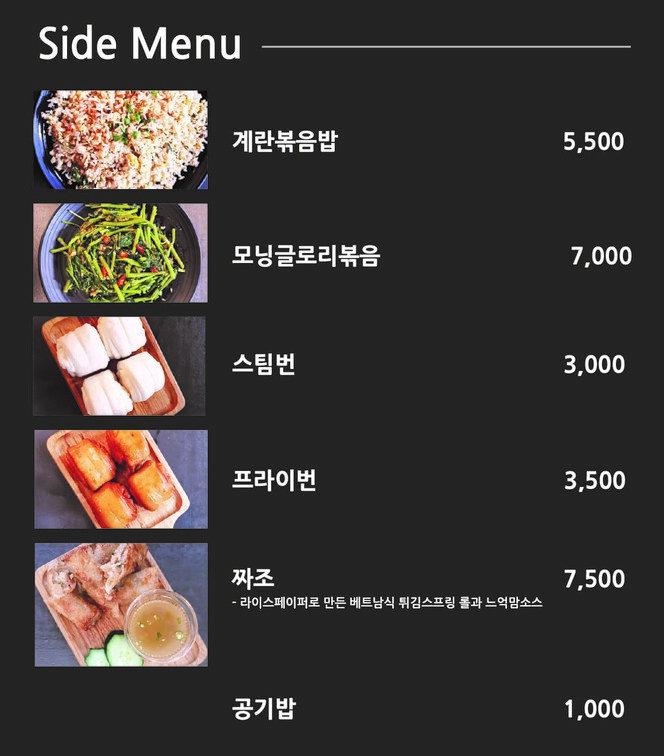 Side Menu
계란볶음밥 5,500
모닝글로리볶음 7,000
스팀번 3,000
프라이번 3,500
짜조 7,500
- 라이스페이퍼로 만든 베트남식 튀김스프링 롤과 느억맘소스
공기밥 1,000